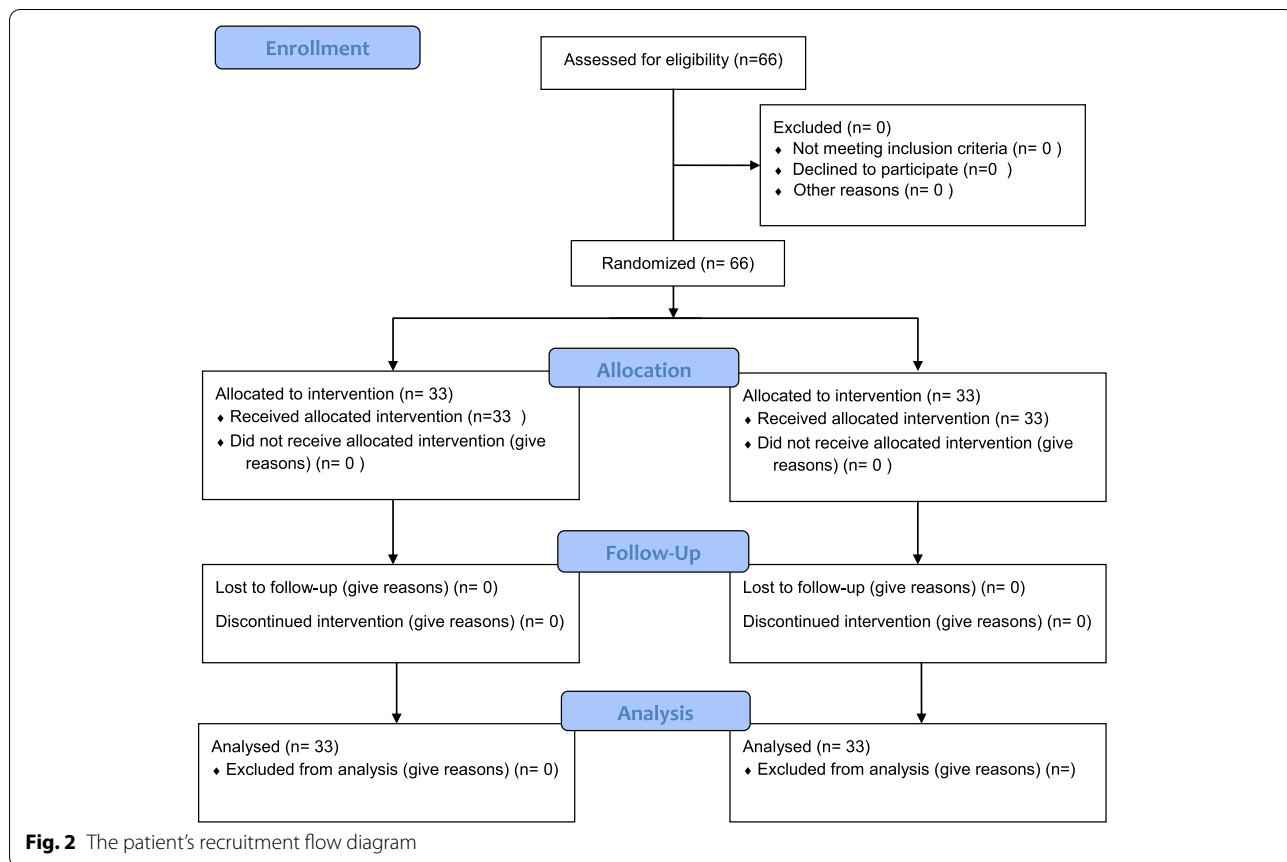 Enrollment
Assessed for eligibility (n=66)
Excluded (n= 0)
♦ Not meeting inclusion criteria (n= 0 )
♦ Declined to participate (n=0 )
♦ Other reasons (n= 0 )
Randomized (n= 66)
Allocation
Allocated to intervention (n= 33)
♦ Received allocated intervention (n=33 )
♦ Did not receive allocated intervention (give
reasons) (n= 0 )
Allocated to intervention (n= 33)
♦ Received allocated intervention (n= 33)
♦ Did not receive allocated intervention (give
reasons) (n= 0 )
Follow-Up
Lost to follow-up (give reasons) (n= 0)
Discontinued intervention (give reasons) (n= 0)
Lost to follow-up (give reasons) (n= 0)
Discontinued intervention (give reasons) (n= 0)
Analysis
Analysed (n= 33)
♦ Excluded from analysis (give reasons) (n= 0)
Analysed (n= 33)
♦ Excluded from analysis (give reasons) (n=)
Fig. 2 The patient’s recruitment flow diagram